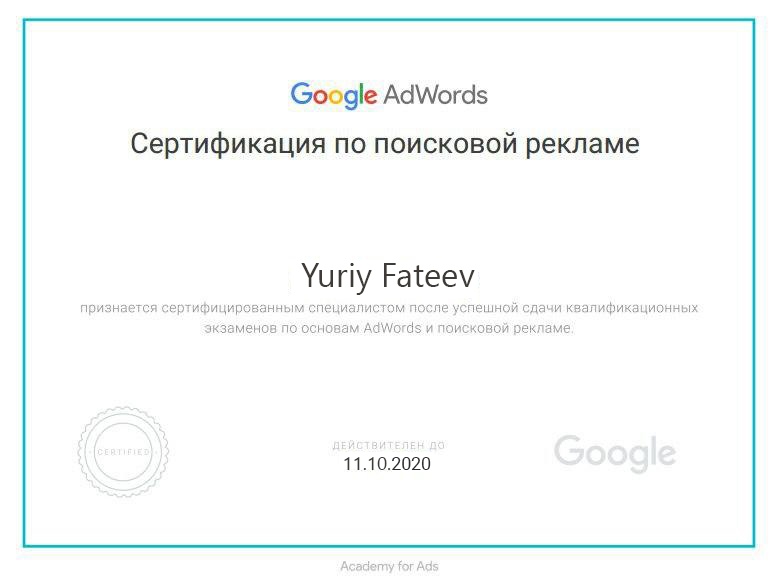 Google AdWords
Сертификация по поисковой рекламе
Yuriy Fateev
признается сертифицированным специалистом после успешной сдачи квалификационных
экзаменов по основам AdWords и поисковой рекламе.
CERTIFIED
ДЕЙСТВИТЕЛЕН ДО
11.10.2020
Google
Academy for Ads